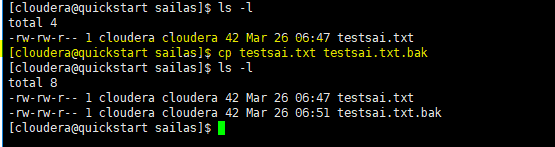 [cloudera@quickstart sailas]$ ls -l
total 4
-rw-rw-r-- 1 cloudera cloudera 42 Mar 26 06:47 testsai.txt
[cloudera@quickstart sailas]$ cp testsai.txt testsai.txt.bak
[cloudera@quickstart sailas]$ ls -l
total 8
-rw-rw-r-- 1 cloudera cloudera 42 Mar 26 06:47 testsai.txt
-rw-rw-r-- 1 cloudera cloudera 42 Mar 26 06:51 testsai.txt.bak
[cloudera@quickstart sailas]$